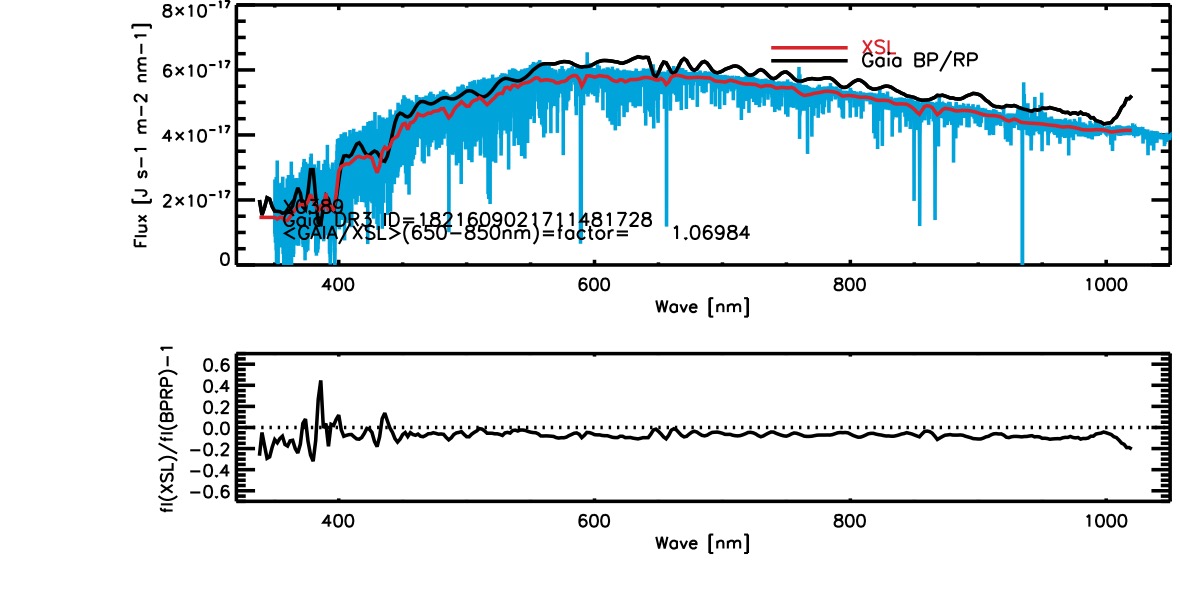 8×10−17
6×10−17
4×10−17
2×10−17
0
Flux [J s−1 m−2 nm−1]
XSL
Gaia BP/RP
XQ389
Gaia DR3 ID=1821609021711481728
<GAIA/XSL>(650−850nm)=factor= 1.06984
400 600 800 1000
Wave [nm]
fl(XSL)/fl(BPRP)−1
0.6
0.4
0.2
0.0
−0.2
−0.4
−0.6
400 600 800 1000
Wave [nm]